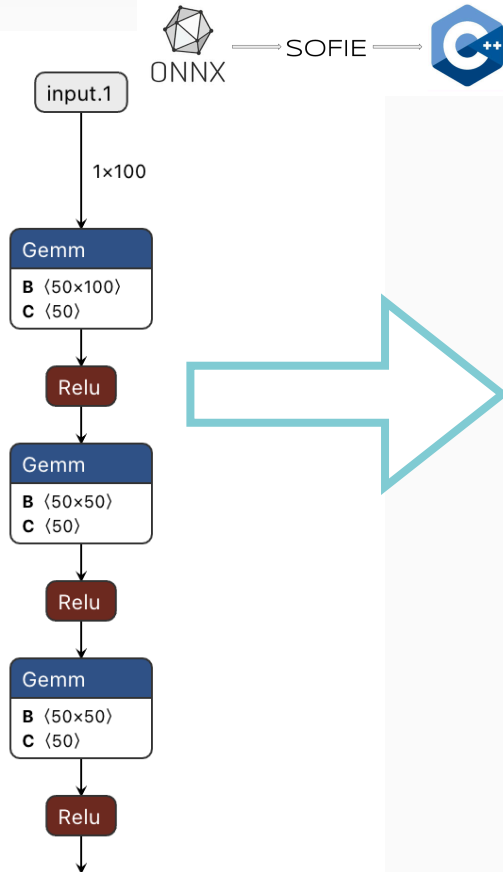 ONNX
SOFIE
C++
input.1
1×100
Gemm
B ⟨50×100⟩
C ⟨50⟩
Relu
Gemm
B ⟨50×50⟩
C ⟨50⟩
Relu
Gemm
B ⟨50×50⟩
C ⟨50⟩
Relu